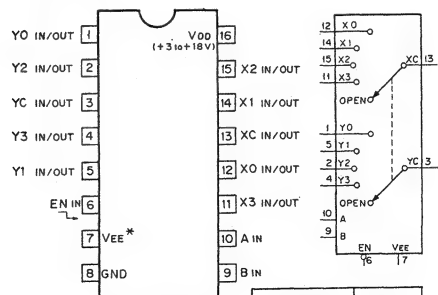 Y0 IN/OUT 1
Y2 IN/OUT 2
YC IN/OUT 3
Y3 IN/OUT 4
Y1 IN/OUT 5
EN IN 6
7 VEE*
8 GND
VDD 16
(+3 TO +18V)
15 X2 IN/OUT
14 X1 IN/OUT
13 XC IN/OUT
12 X0 IN/OUT
11 X3 IN/OUT
10 A IN
9 B IN
12 X0
14 X1
15 X2
11 X3
XC 13
OPEN
1 Y0
5 Y1
2 Y2
4 Y3
YC 3
OPEN
10 A
9 B
EN VEE
6 7